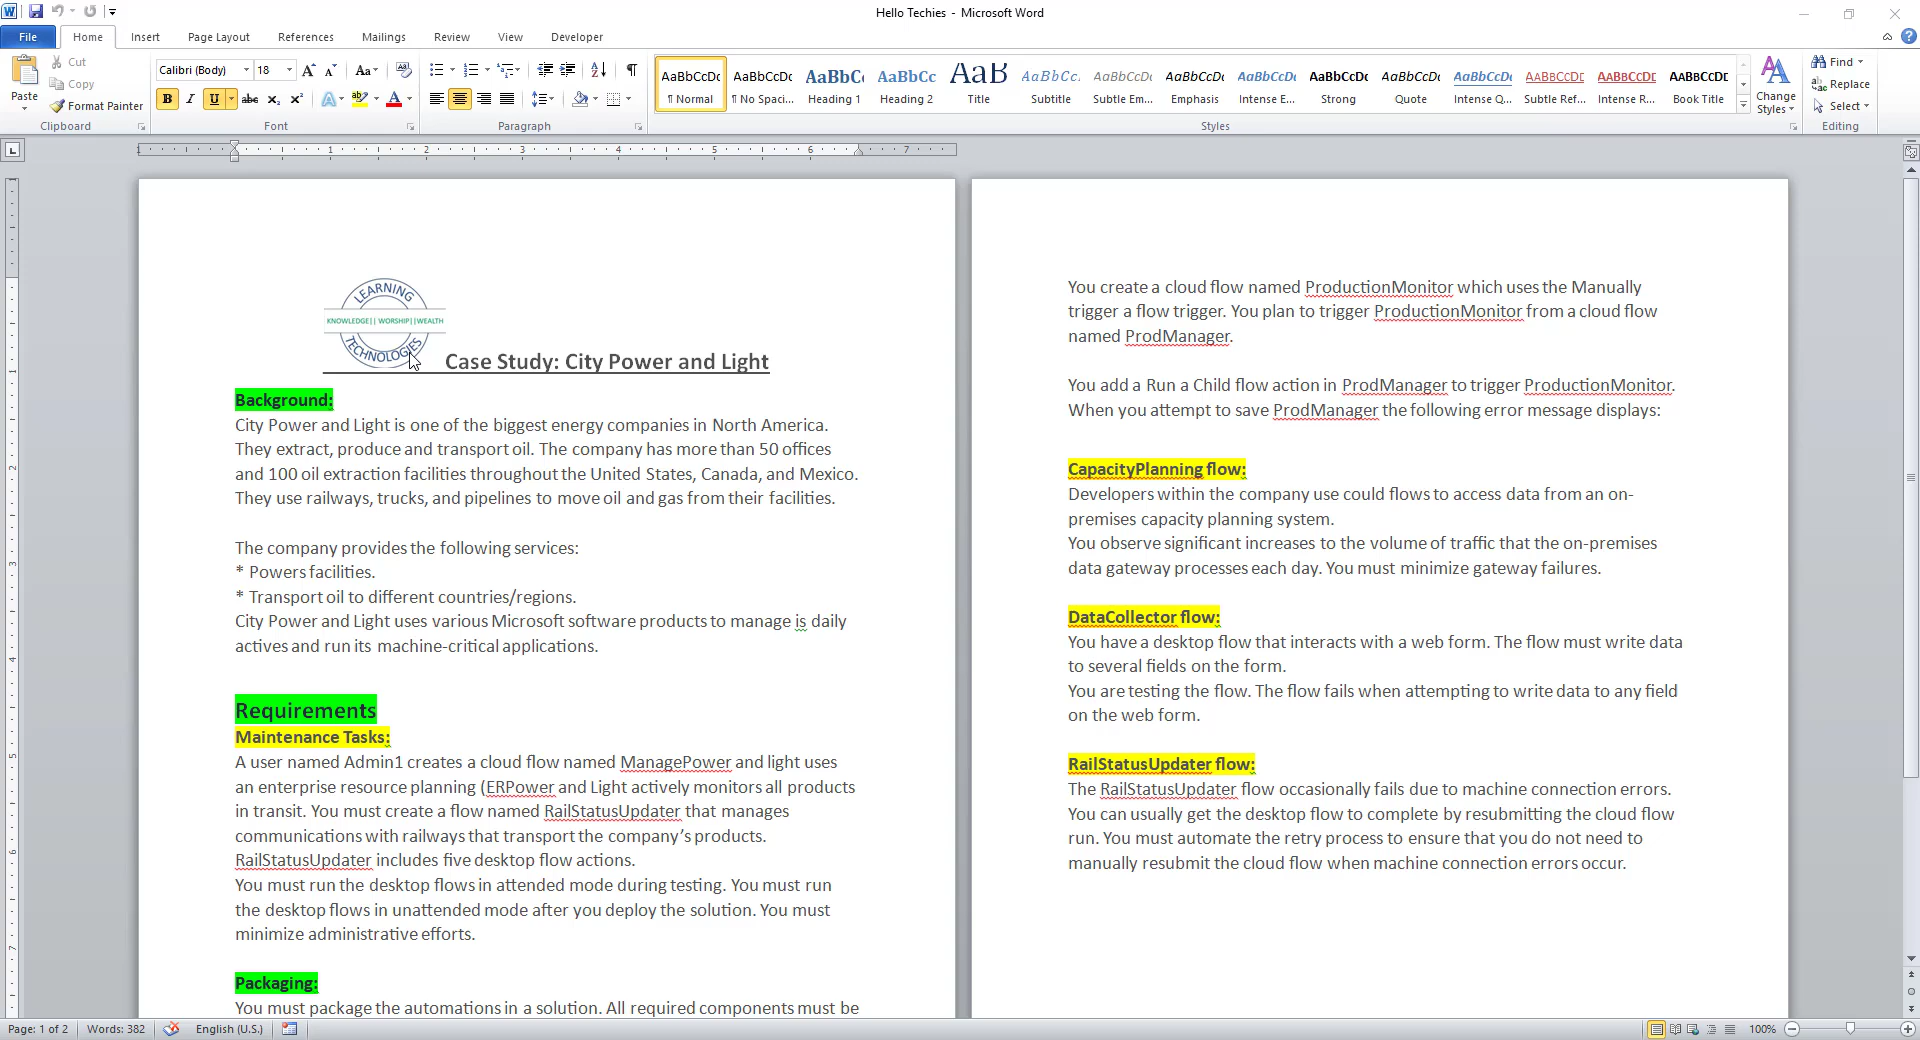 Hello Techies - Microsoft Word
File Home Insert Page Layout References Mailings Review View Developer
Paste
Cut
Copy
Format Painter
Clipboard
Calibri (Body) 18
Font
Paragraph
AaBbCcDc AaBbCcDc AaBbCc AaBbCc AaB AaBbCc. AaBbCcDc AaBbCcDc AaBbCcDc AaBbCcDc AaBbCcDc AaBbCcDc AABBCCDE AABBCCDE AABBCCDE
¶ Normal ¶ No Spaci... Heading 1 Heading 2 Title Subtitle Subtle Em... Emphasis Intense E... Strong Quote Intense Q... Subtle Ref... Intense R... Book Title
Styles
Change
Styles
Find
Replace
Select
Editing
1 1 2 3 4 5 6 7
LEARNING
KNOWLEDGE|| WORSHIP||WEALTH
TECHNOLOGIES
Case Study: City Power and Light
Background:
City Power and Light is one of the biggest energy companies in North America.
They extract, produce and transport oil. The company has more than 50 offices
and 100 oil extraction facilities throughout the United States, Canada, and Mexico.
They use railways, trucks, and pipelines to move oil and gas from their facilities.
The company provides the following services:
* Powers facilities.
* Transport oil to different countries/regions.
City Power and Light uses various Microsoft software products to manage is daily
actives and run its machine-critical applications.
Requirements
Maintenance Tasks:
A user named Admin1 creates a cloud flow named ManagePower and light uses
an enterprise resource planning (ERPower and Light actively monitors all products
in transit. You must create a flow named RailStatusUpdater that manages
communications with railways that transport the company’s products.
RailStatusUpdater includes five desktop flow actions.
You must run the desktop flows in attended mode during testing. You must run
the desktop flows in unattended mode after you deploy the solution. You must
minimize administrative efforts.
Packaging:
You must package the automations in a solution. All required components must be
You create a cloud flow named ProductionMonitor which uses the Manually
trigger a flow trigger. You plan to trigger ProductionMonitor from a cloud flow
named ProdManager.
You add a Run a Child flow action in ProdManager to trigger ProductionMonitor.
When you attempt to save ProdManager the following error message displays:
CapacityPlanning flow:
Developers within the company use could flows to access data from an on-
premises capacity planning system.
You observe significant increases to the volume of traffic that the on-premises
data gateway processes each day. You must minimize gateway failures.
DataCollector flow:
You have a desktop flow that interacts with a web form. The flow must write data
to several fields on the form.
You are testing the flow. The flow fails when attempting to write data to any field
on the web form.
RailStatusUpdater flow:
The RailStatusUpdater flow occasionally fails due to machine connection errors.
You can usually get the desktop flow to complete by resubmitting the cloud flow
run. You must automate the retry process to ensure that you do not need to
manually resubmit the cloud flow when machine connection errors occur.
Page: 1 of 2 Words: 382 English (U.S.) 100%